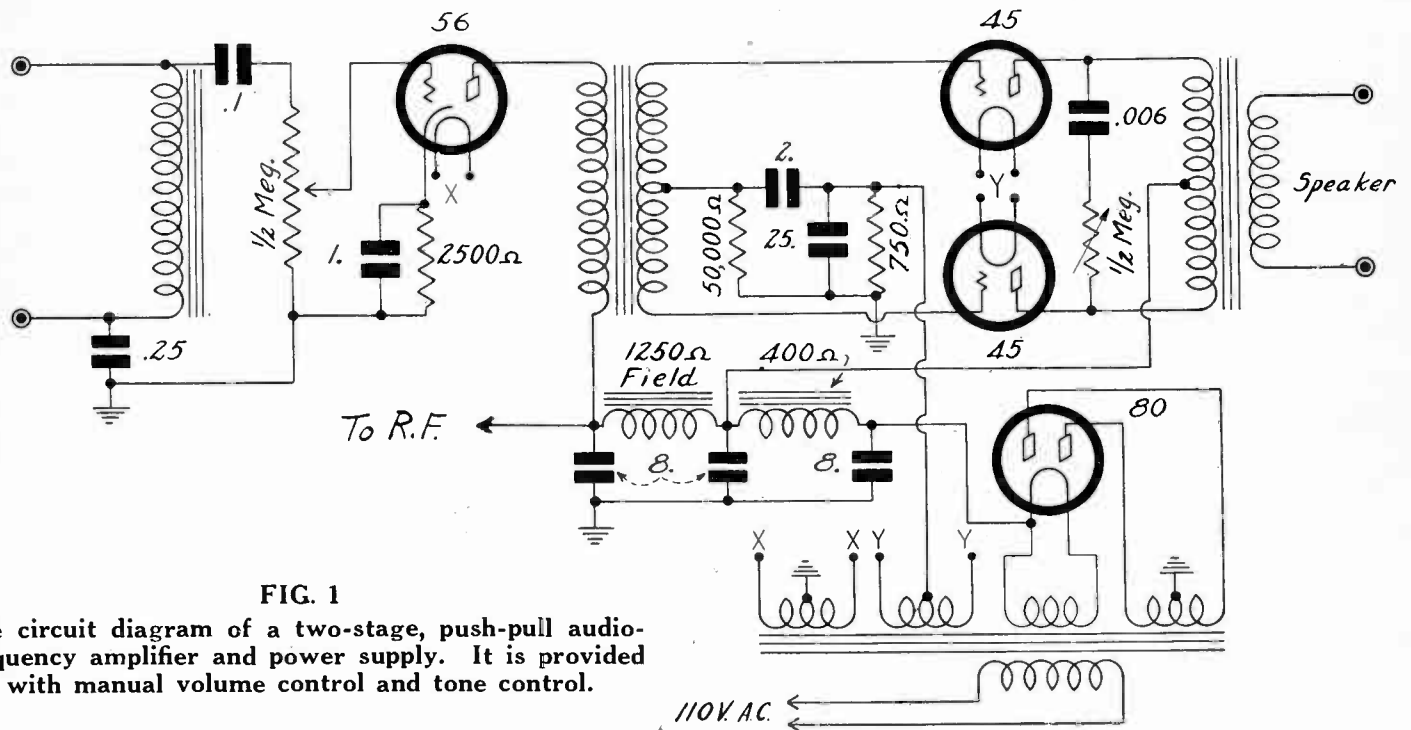 56
45
.1
½ Meg.
X
1.
2500Ω
.25
2.
50,000Ω
25.
750.Ω
Y
.006
½ Meg.
Speaker
45
1250Ω
Field
400Ω
80
To R.F.
8.
8.
X
X
Y
Y
110V. A.C.
FIG. 1
e circuit diagram of a two-stage, push-pull audio-
quency amplifier and power supply. It is provided
with manual volume control and tone control.